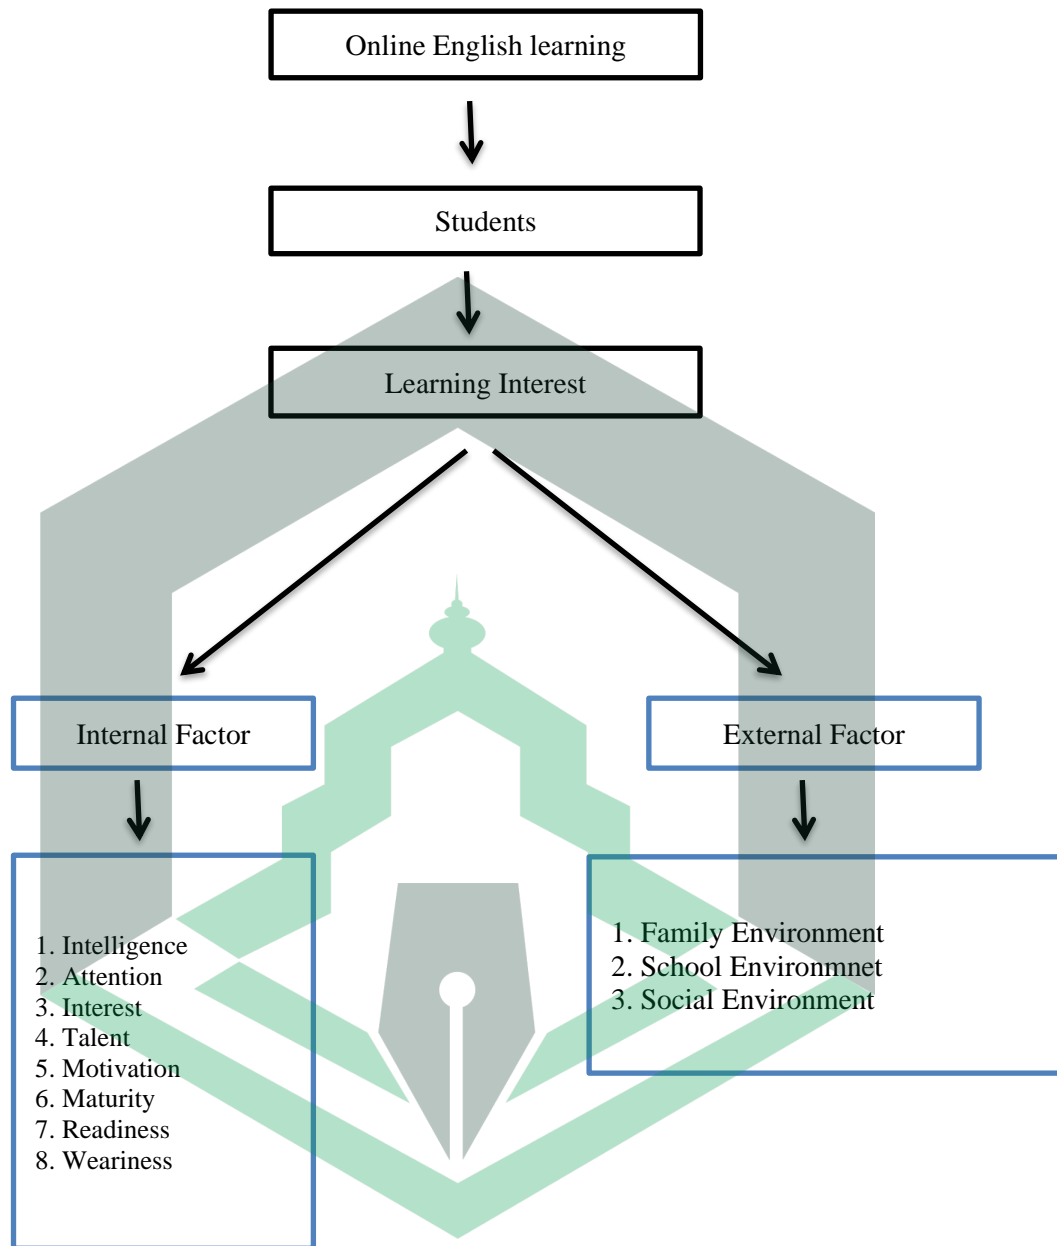 Online English learning
Students
Learning Interest
Internal Factor
External Factor
1. Intelligence
2. Attention
3. Interest
4. Talent
5. Motivation
6. Maturity
7. Readiness
8. Weariness
1. Family Environment
2. School Environmnet
3. Social Environment